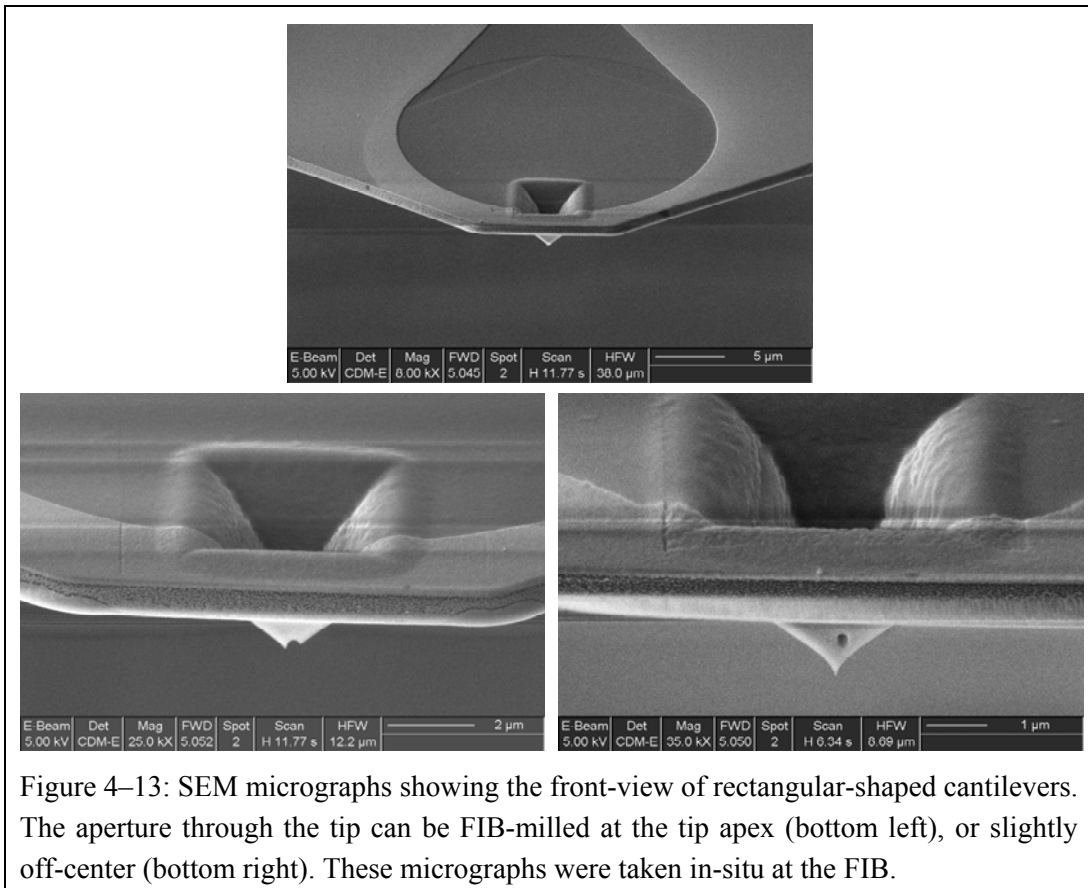 E-Beam Det Mag FWD Spot Scan HFW 5 µm
5.00 kV CDM-E 8.00 kX 5.045 2 H 11.77 s 38.0 µm
E-Beam Det Mag FWD Spot Scan HFW 2 µm
5.00 kV CDM-E 25.0 kX 5.052 2 H 11.77 s 12.2 µm
E-Beam Det Mag FWD Spot Scan HFW 1 µm
5.00 kV CDM-E 35.0 kX 5.050 2 H 6.34 s 8.69 µm
Figure 4–13: SEM micrographs showing the front-view of rectangular-shaped cantilevers.
The aperture through the tip can be FIB-milled at the tip apex (bottom left), or slightly
off-center (bottom right). These micrographs were taken in-situ at the FIB.